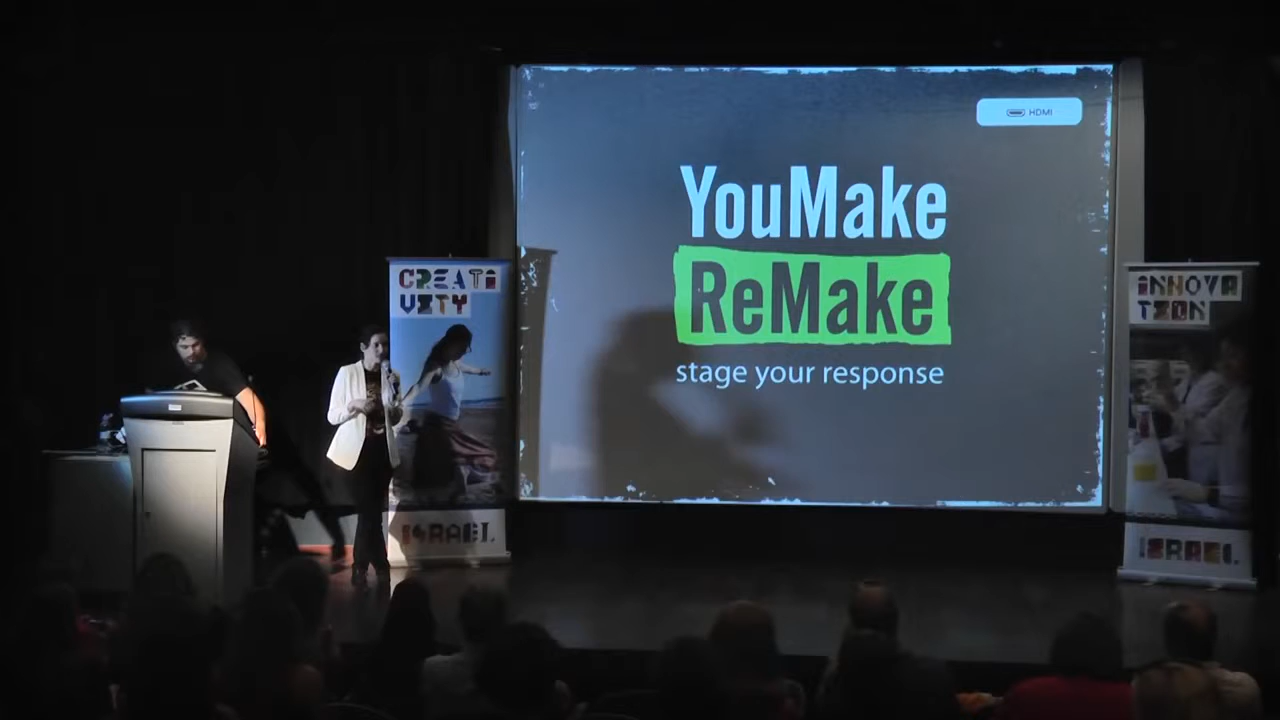 HDMI
YouMake
ReMake
stage your response
CREATI
VITY
ISRAEL
INNOVA
TION
ISRAEL